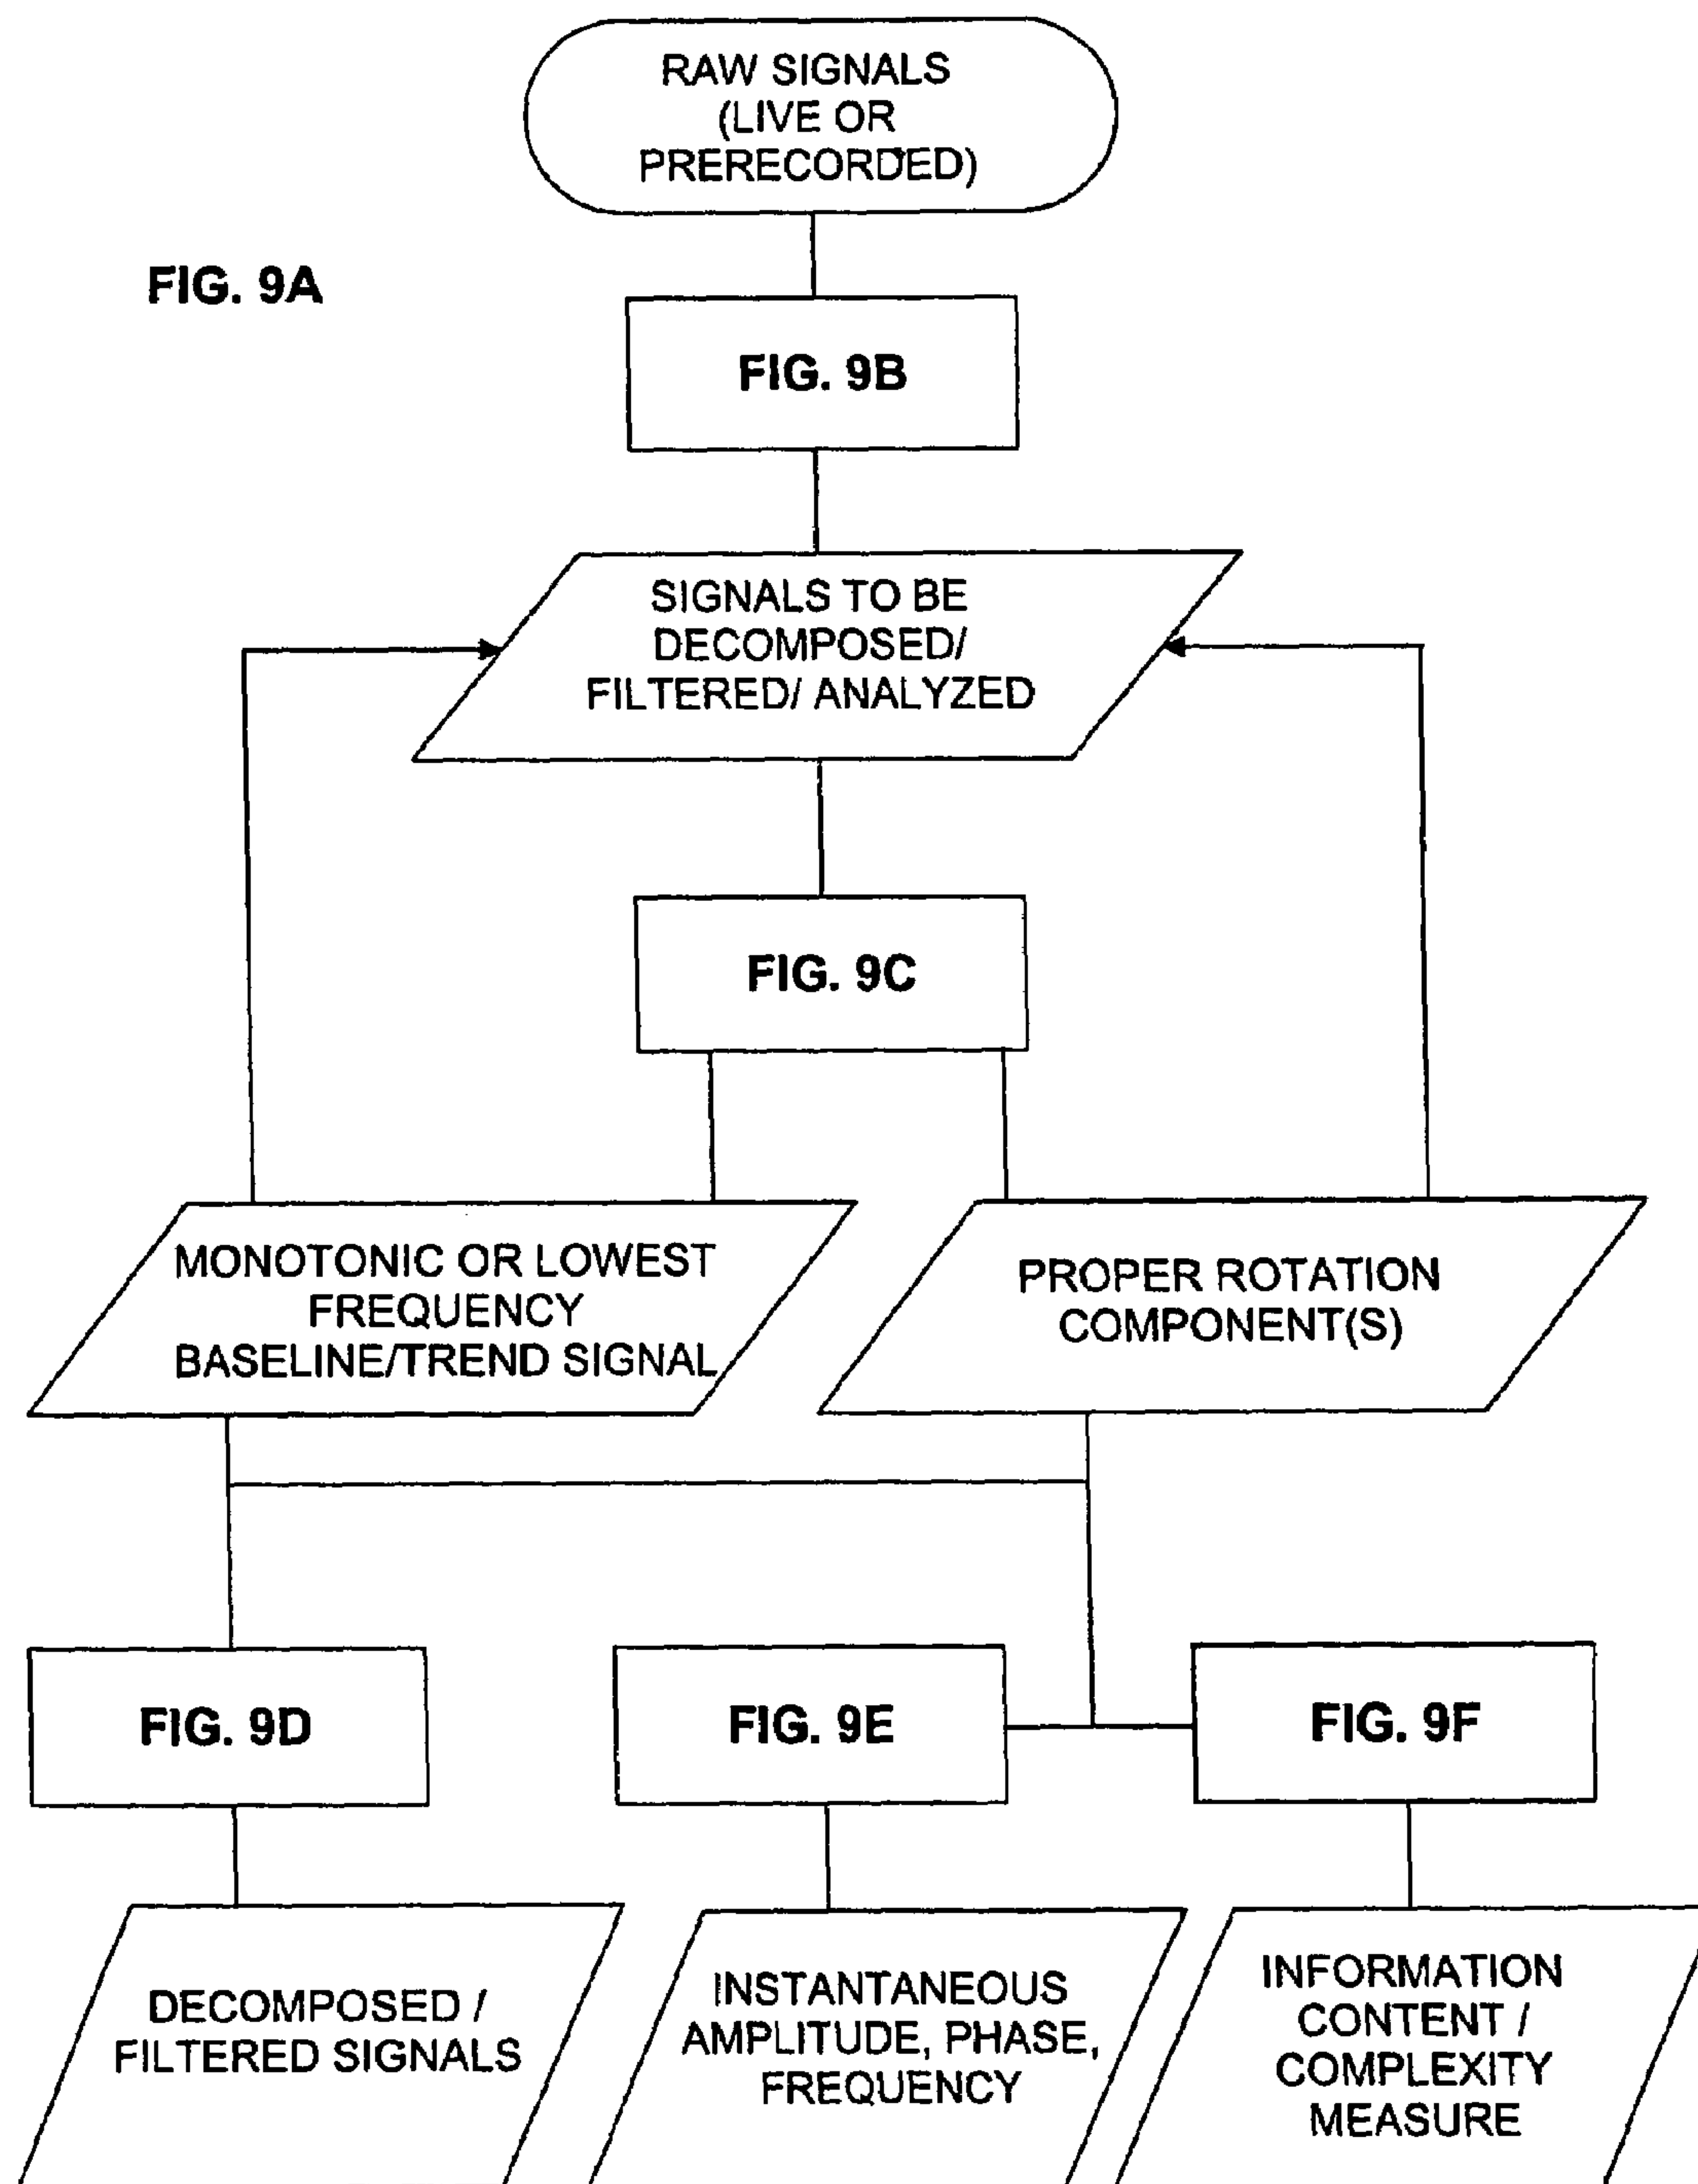 RAW SIGNALS
(LIVE OR
PRERECORDED)
FIG. 9A
FIG. 9B
SIGNALS TO BE
DECOMPOSED/
FILTERED/ ANALYZED
FIG. 9C
MONOTONIC OR LOWEST
FREQUENCY
BASELINE/TREND SIGNAL
PROPER ROTATION
COMPONENT(S)
FIG. 9D
FIG. 9E
FIG. 9F
DECOMPOSED /
FILTERED SIGNALS
INSTANTANEOUS
AMPLITUDE, PHASE,
FREQUENCY
INFORMATION
CONTENT /
COMPLEXITY
MEASURE